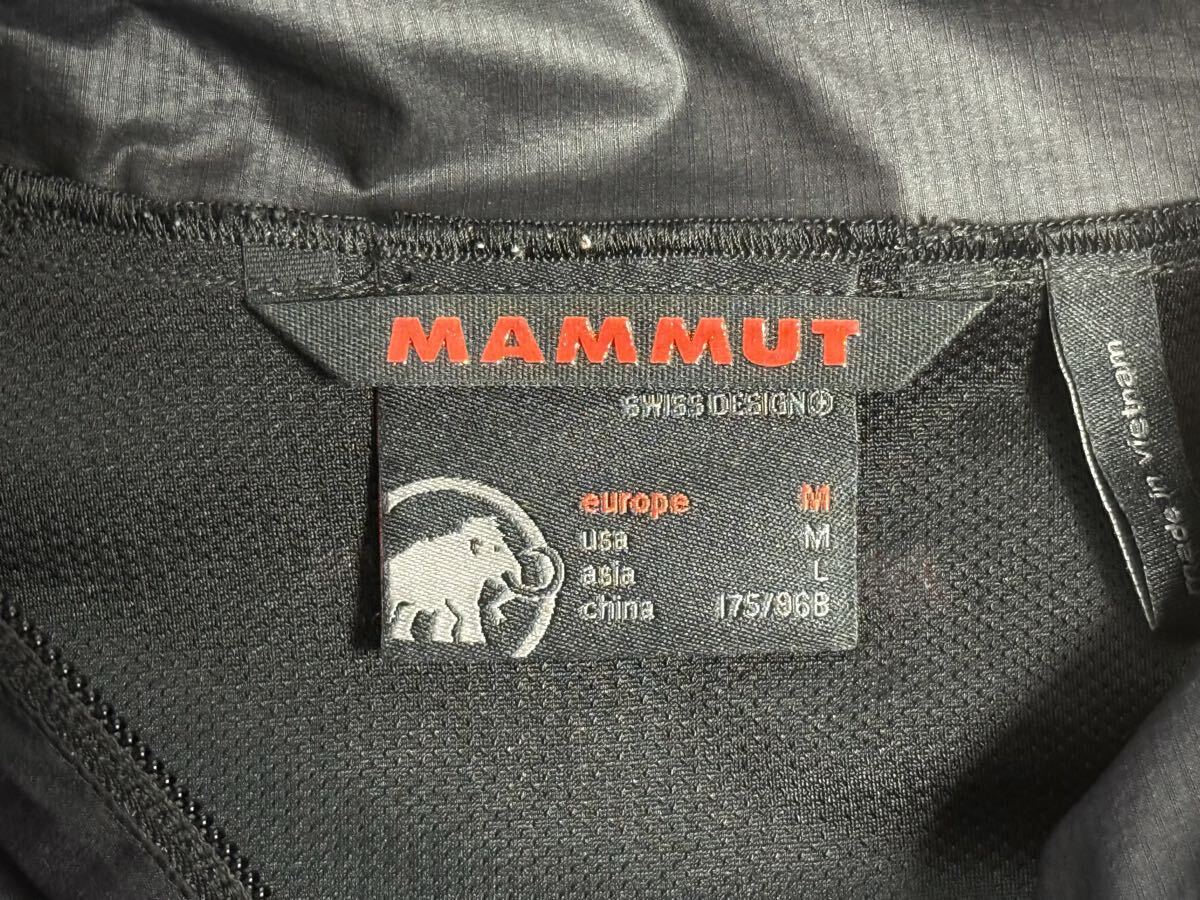 MAMMUT
SWISS DESIGN
europe M
usa M
asia L
china 175/96B
made in vietnam